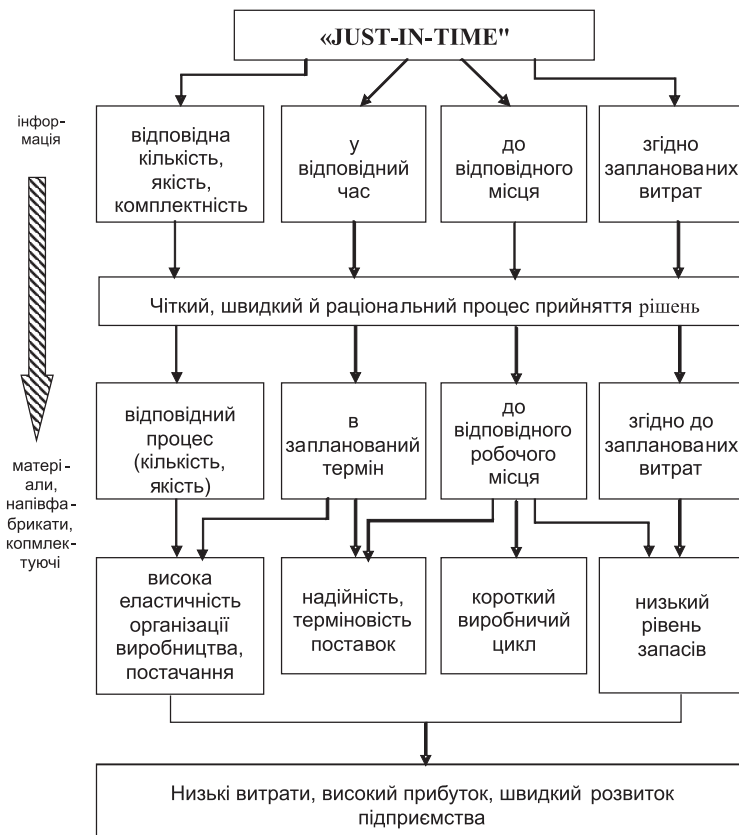 «JUST-IN-TIME"
інфор-
мація
відповідна
кількість,
якість,
комплектність
у
відповідний
час
до
відповідного
місця
згідно
запланованих
витрат
Чіткий, швидкий й раціональний процес прийняття рішень
відповідний
процес
(кількість,
якість)
в
запланований
термін
до
відповідного
робочого
місця
згідно до
запланованих
витрат
матері-
али,
напівфа-
брикати,
копмлек-
туючі
висока
еластичність
організації
виробництва,
постачання
надійність,
терміновість
поставок
короткий
виробничий
цикл
низький
рівень
запасів
Низькі витрати, високий прибуток, швидкий розвиток
підприємства